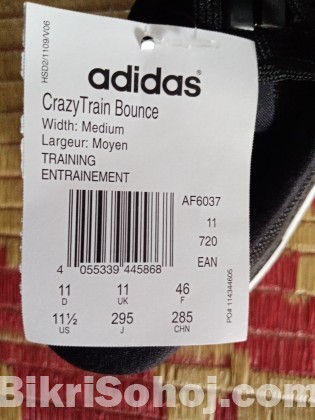 HSD2/1109/V06
adidas
CrazyTrain Bounce
Width: Medium
Largeur: Moyen
TRAINING
ENTRAINEMENT
AF6037
11
720
EAN
4 055339 445868
11 11 46
D UK F
11½ 295 285
US J CHN
PO# 114344605
BikriSohoj.com